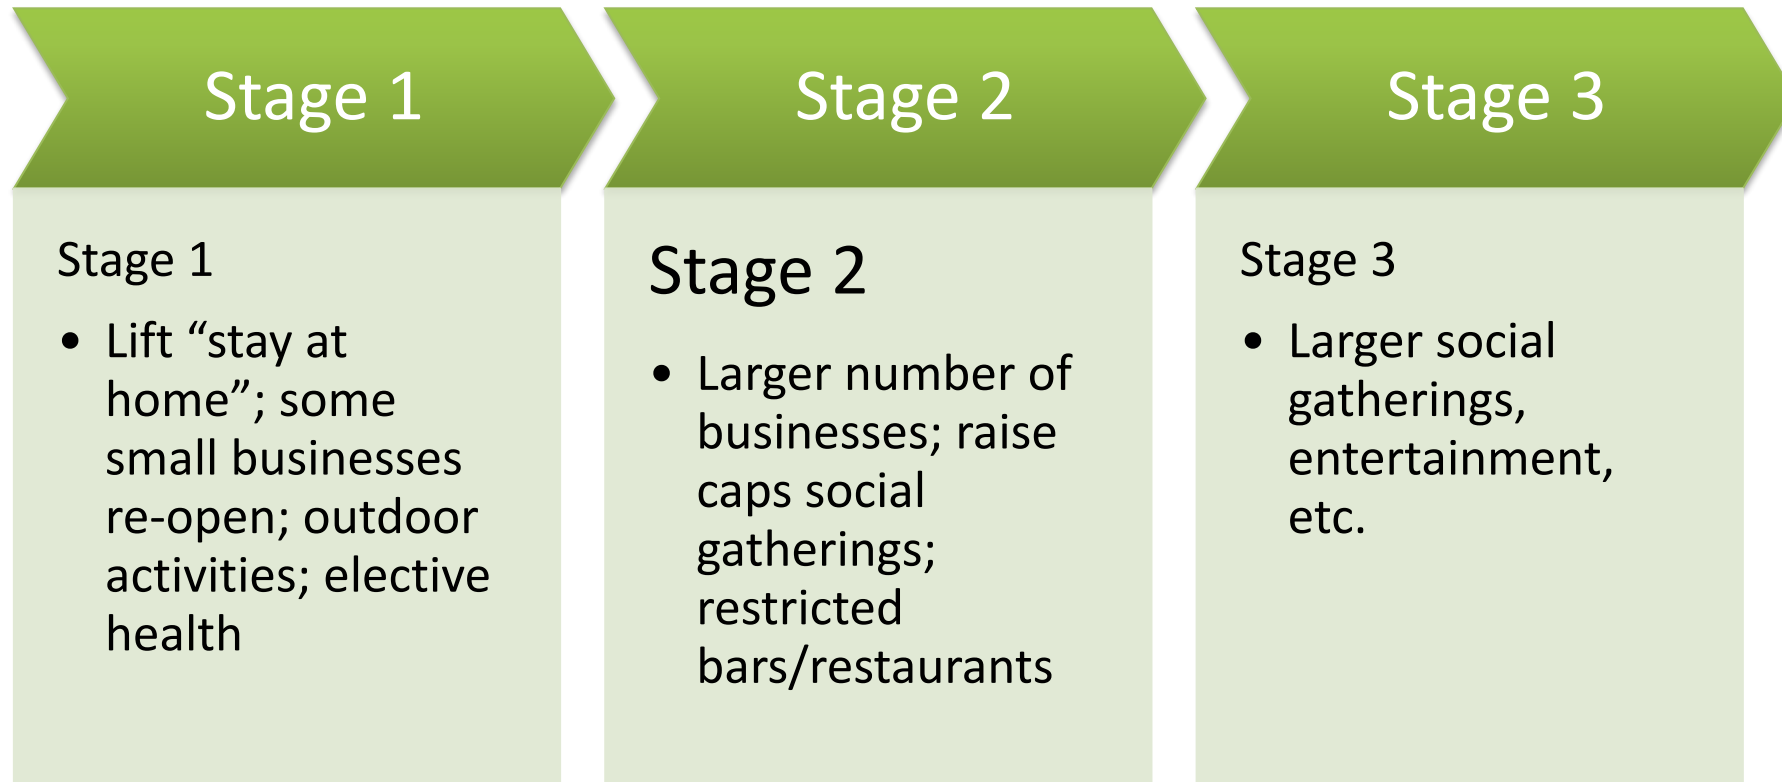 Stage 1
Stage 2
Stage 3
Stage 1
• Lift “stay at
home”; some
small businesses
re-open; outdoor
activities; elective
health
Stage 2
• Larger number of
businesses; raise
caps social
gatherings;
restricted
bars/restaurants
Stage 3
• Larger social
gatherings,
entertainment,
etc.